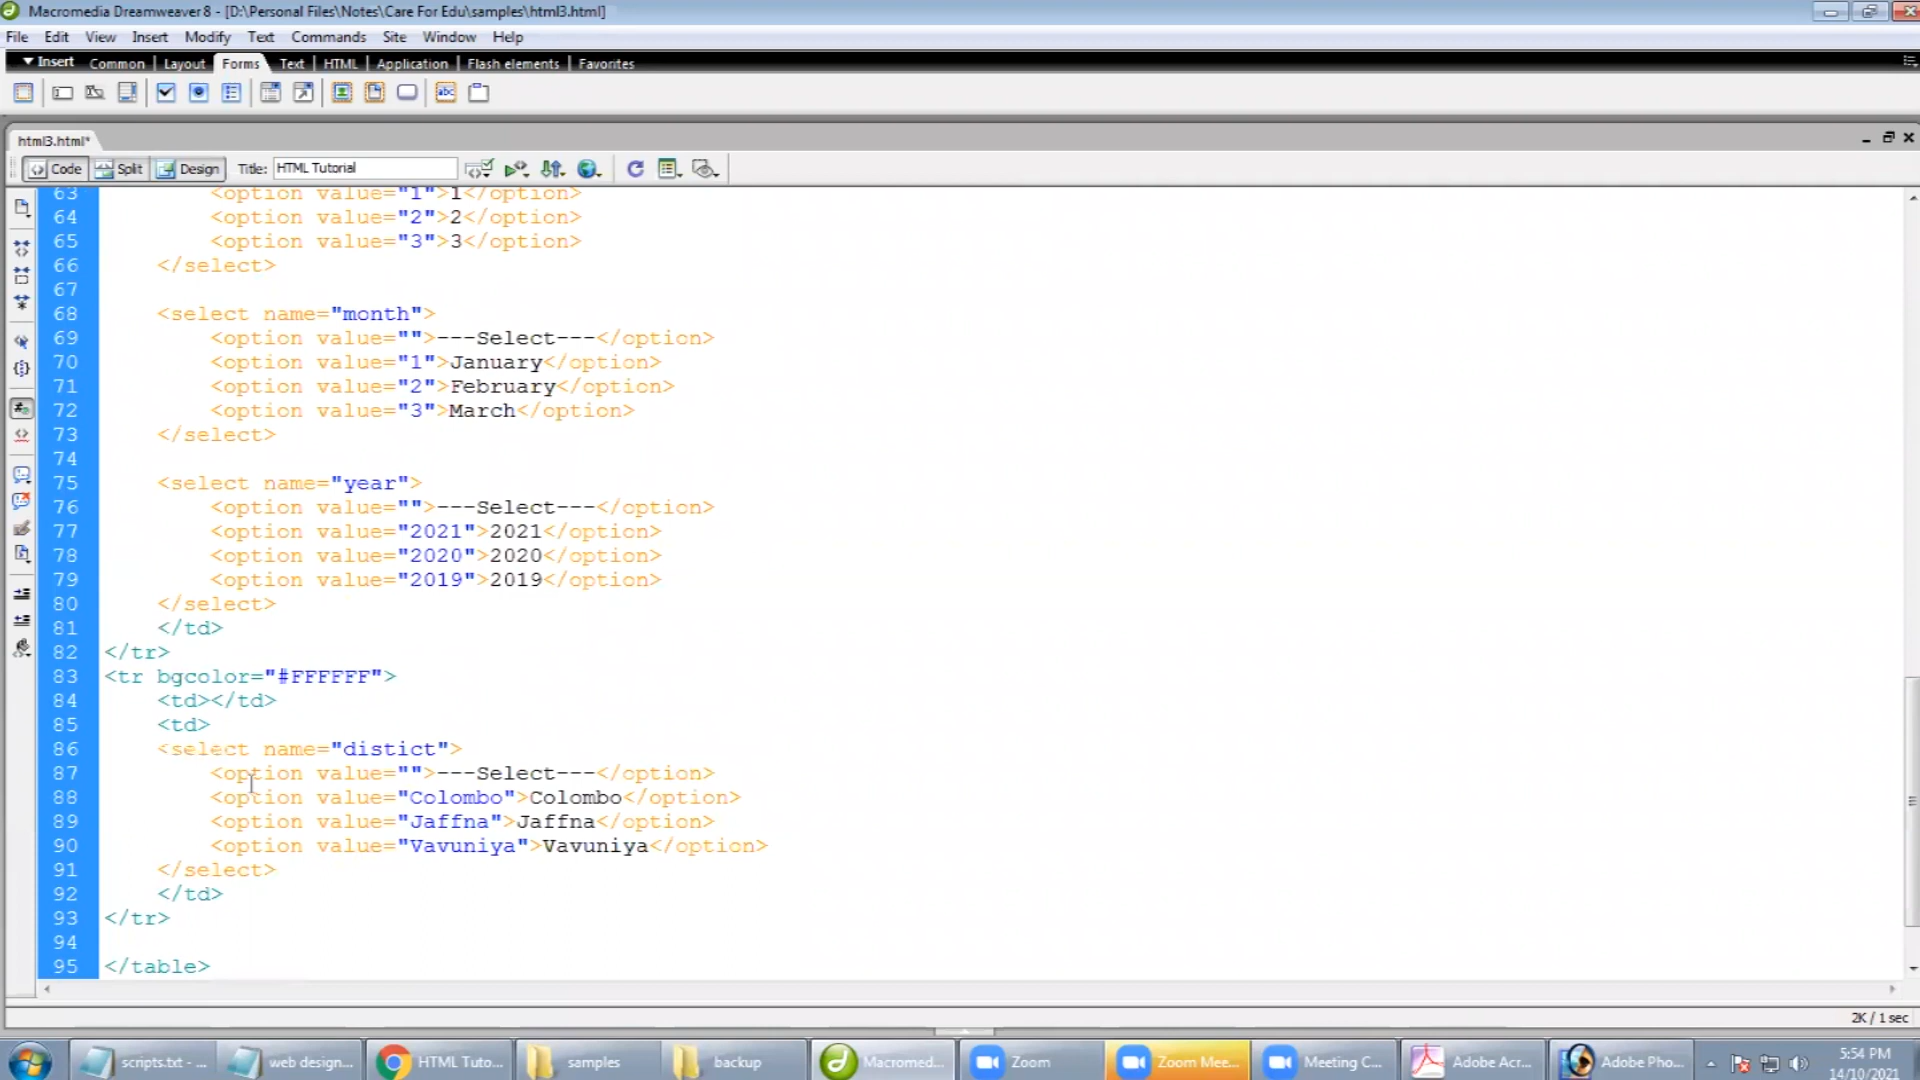 Macromedia Dreamweaver 8 - [D:\Personal Files\Notes\Care For Edu\samples\html3.html]
File Edit View Insert Modify Text Commands Site Window Help
Insert Common Layout Forms Text HTML Application Flash elements Favorites
abc
html3.html*
Code Split Design Title: HTML Tutorial
63 <option value="1">1</option>
64 <option value="2">2</option>
65 <option value="3">3</option>
66 </select>
67
68 <select name="month">
69 <option value="">---Select---</option>
70 <option value="1">January</option>
71 <option value="2">February</option>
72 <option value="3">March</option>
73 </select>
74
75 <select name="year">
76 <option value="">---Select---</option>
77 <option value="2021">2021</option>
78 <option value="2020">2020</option>
79 <option value="2019">2019</option>
80 </select>
81 </td>
82 </tr>
83 <tr bgcolor="#FFFFFF">
84 <td></td>
85 <td>
86 <select name="distict">
87 <option value="">---Select---</option>
88 <option value="Colombo">Colombo</option>
89 <option value="Jaffna">Jaffna</option>
90 <option value="Vavuniya">Vavuniya</option>
91 </select>
92 </td>
93 </tr>
94
95 </table>
2K / 1 sec
scripts.txt - ... web design... HTML Tuto... samples backup Macromed... Zoom Zoom Mee... Meeting C... Adobe Acr... Adobe Pho... 5:54 PM
14/10/2021